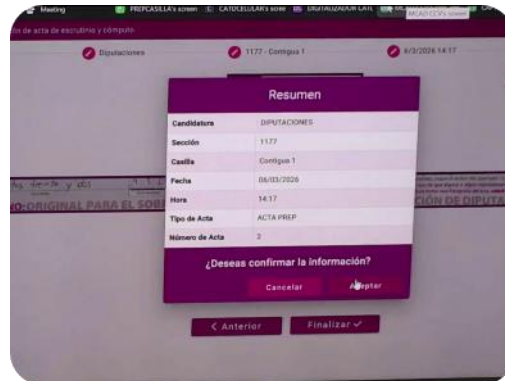 Meeting
PREPCASILLA's screen
MCAD CCV's screen
ón de acta de escrutinio y cómputo
Diputaciones
1177 - Contigua 1
6/3/2026 14:17
Resumen
Candidatura DIPUTACIONES
Sección 1177
Casilla Contigua 1
Fecha 06/03/2026
Hora 14:17
Tipo de Acta ACTA PREP
Número de Acta 2
¿Deseas confirmar la información?
Cancelar Aceptar
y dos
ORIGINAL PARA EL SOB
CIÓN DE DIPUTA
Anterior Finalizar